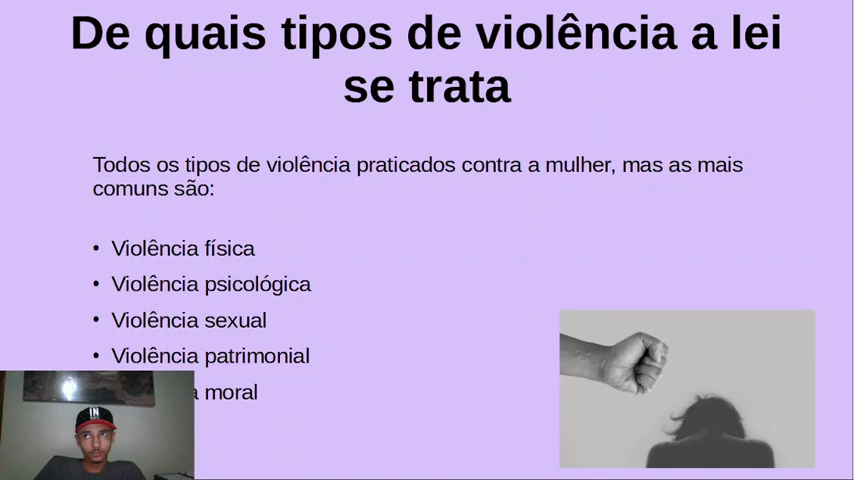 De quais tipos de violência a lei
se trata
Todos os tipos de violência praticados contra a mulher, mas as mais
comuns são:
• Violência física
• Violência psicológica
• Violência sexual
• Violência patrimonial
a moral
IN